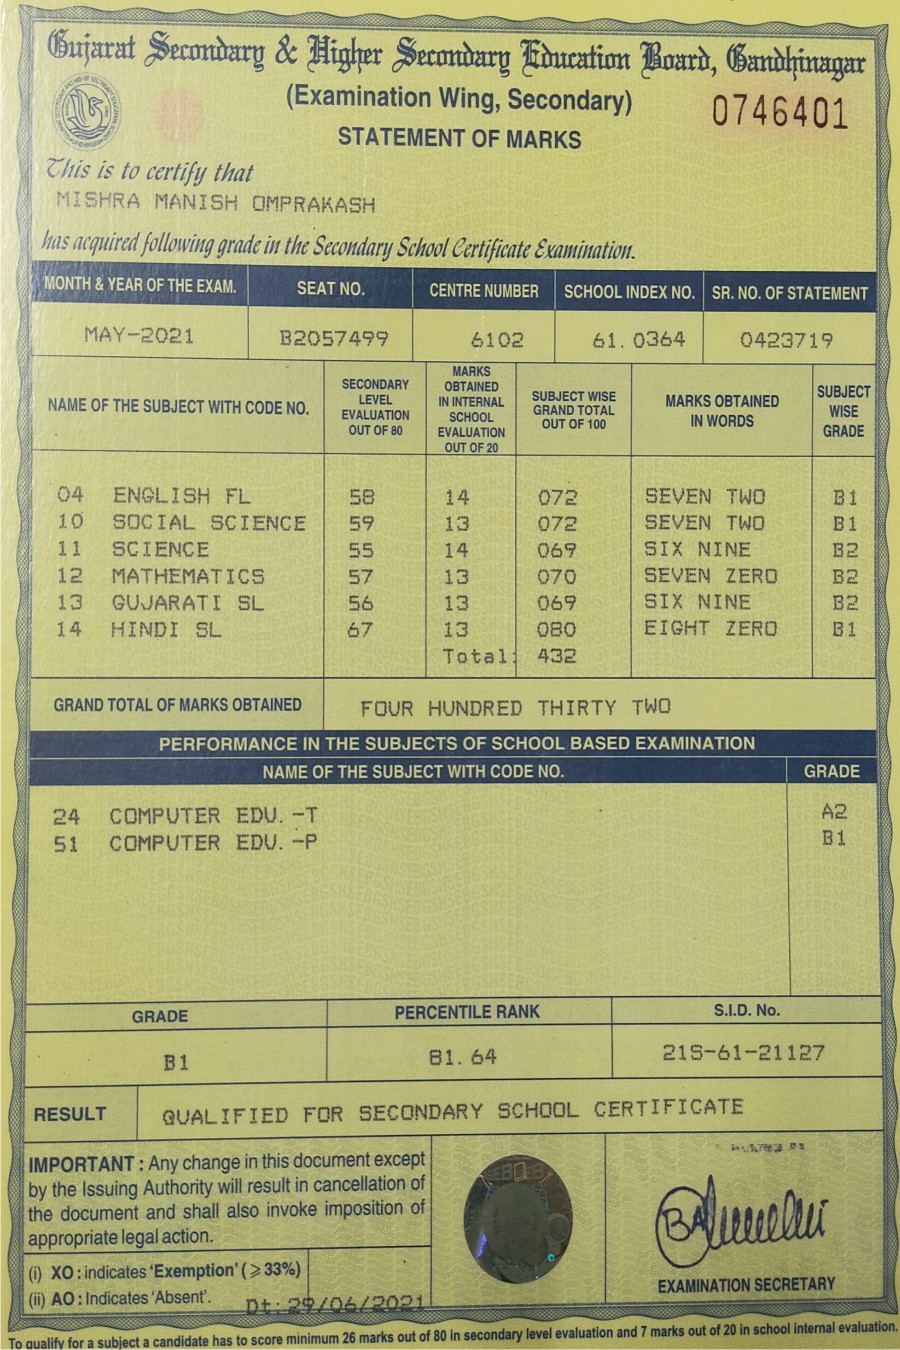 Gujarat Secondary & Higher Secondary Education Board, Gandhinagar
(Examination Wing, Secondary)
0746401
STATEMENT OF MARKS
This is to certify that
MISHRA MANISH OMPRAKASH
has acquired following grade in the Secondary School Certificate Examination.
MONTH & YEAR OF THE EXAM. SEAT NO. CENTRE NUMBER SCHOOL INDEX NO. SR. NO. OF STATEMENT
MAY-2021 B2057499 6102 61.0364 0423719
NAME OF THE SUBJECT WITH CODE NO.
SECONDARY
LEVEL
EVALUATION
OUT OF 80
MARKS
OBTAINED
IN INTERNAL
SCHOOL
EVALUATION
OUT OF 20
SUBJECT WISE
GRAND TOTAL
OUT OF 100
MARKS OBTAINED
IN WORDS
SUBJECT
WISE
GRADE
04 ENGLISH FL 58 14 072 SEVEN TWO B1
10 SOCIAL SCIENCE 59 13 072 SEVEN TWO B1
11 SCIENCE 55 14 069 SIX NINE B2
12 MATHEMATICS 57 13 070 SEVEN ZERO B2
13 GUJARATI SL 56 13 069 SIX NINE B2
14 HINDI SL 67 13 080 EIGHT ZERO B1
Total: 432
GRAND TOTAL OF MARKS OBTAINED FOUR HUNDRED THIRTY TWO
PERFORMANCE IN THE SUBJECTS OF SCHOOL BASED EXAMINATION
NAME OF THE SUBJECT WITH CODE NO. GRADE
24 COMPUTER EDU.-T A2
51 COMPUTER EDU.-P B1
GRADE PERCENTILE RANK S.I.D. No.
B1 81.64 21S-61-21127
RESULT QUALIFIED FOR SECONDARY SCHOOL CERTIFICATE
IMPORTANT : Any change in this document except
by the Issuing Authority will result in cancellation of
the document and shall also invoke imposition of
appropriate legal action.
(i) XO : indicates 'Exemption' (⩾33%)
(ii) AO : Indicates 'Absent'.
Dt: 29/06/2021
EXAMINATION SECRETARY
To qualify for a subject a candidate has to score minimum 26 marks out of 80 in secondary level evaluation and 7 marks out of 20 in school internal evaluation.